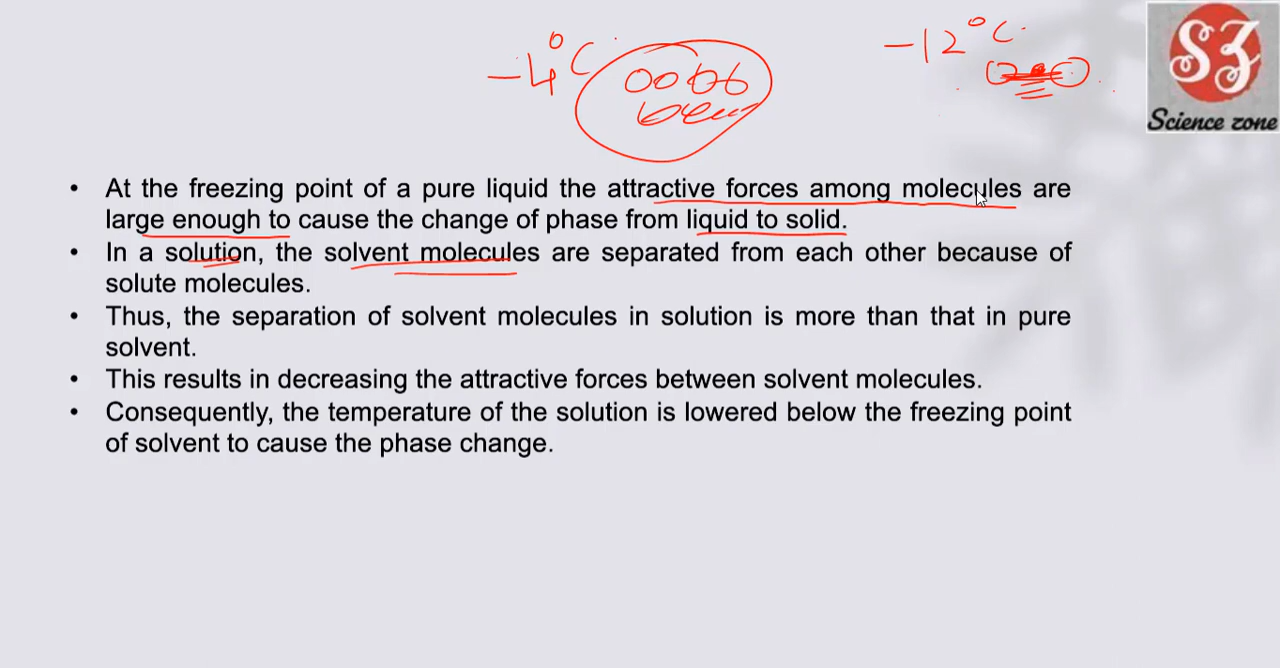 -4°C
-12°C
SZ
Science zone
• At the freezing point of a pure liquid the attractive forces among molecules are
large enough to cause the change of phase from liquid to solid.
• In a solution, the solvent molecules are separated from each other because of
solute molecules.
• Thus, the separation of solvent molecules in solution is more than that in pure
solvent.
• This results in decreasing the attractive forces between solvent molecules.
• Consequently, the temperature of the solution is lowered below the freezing point
of solvent to cause the phase change.